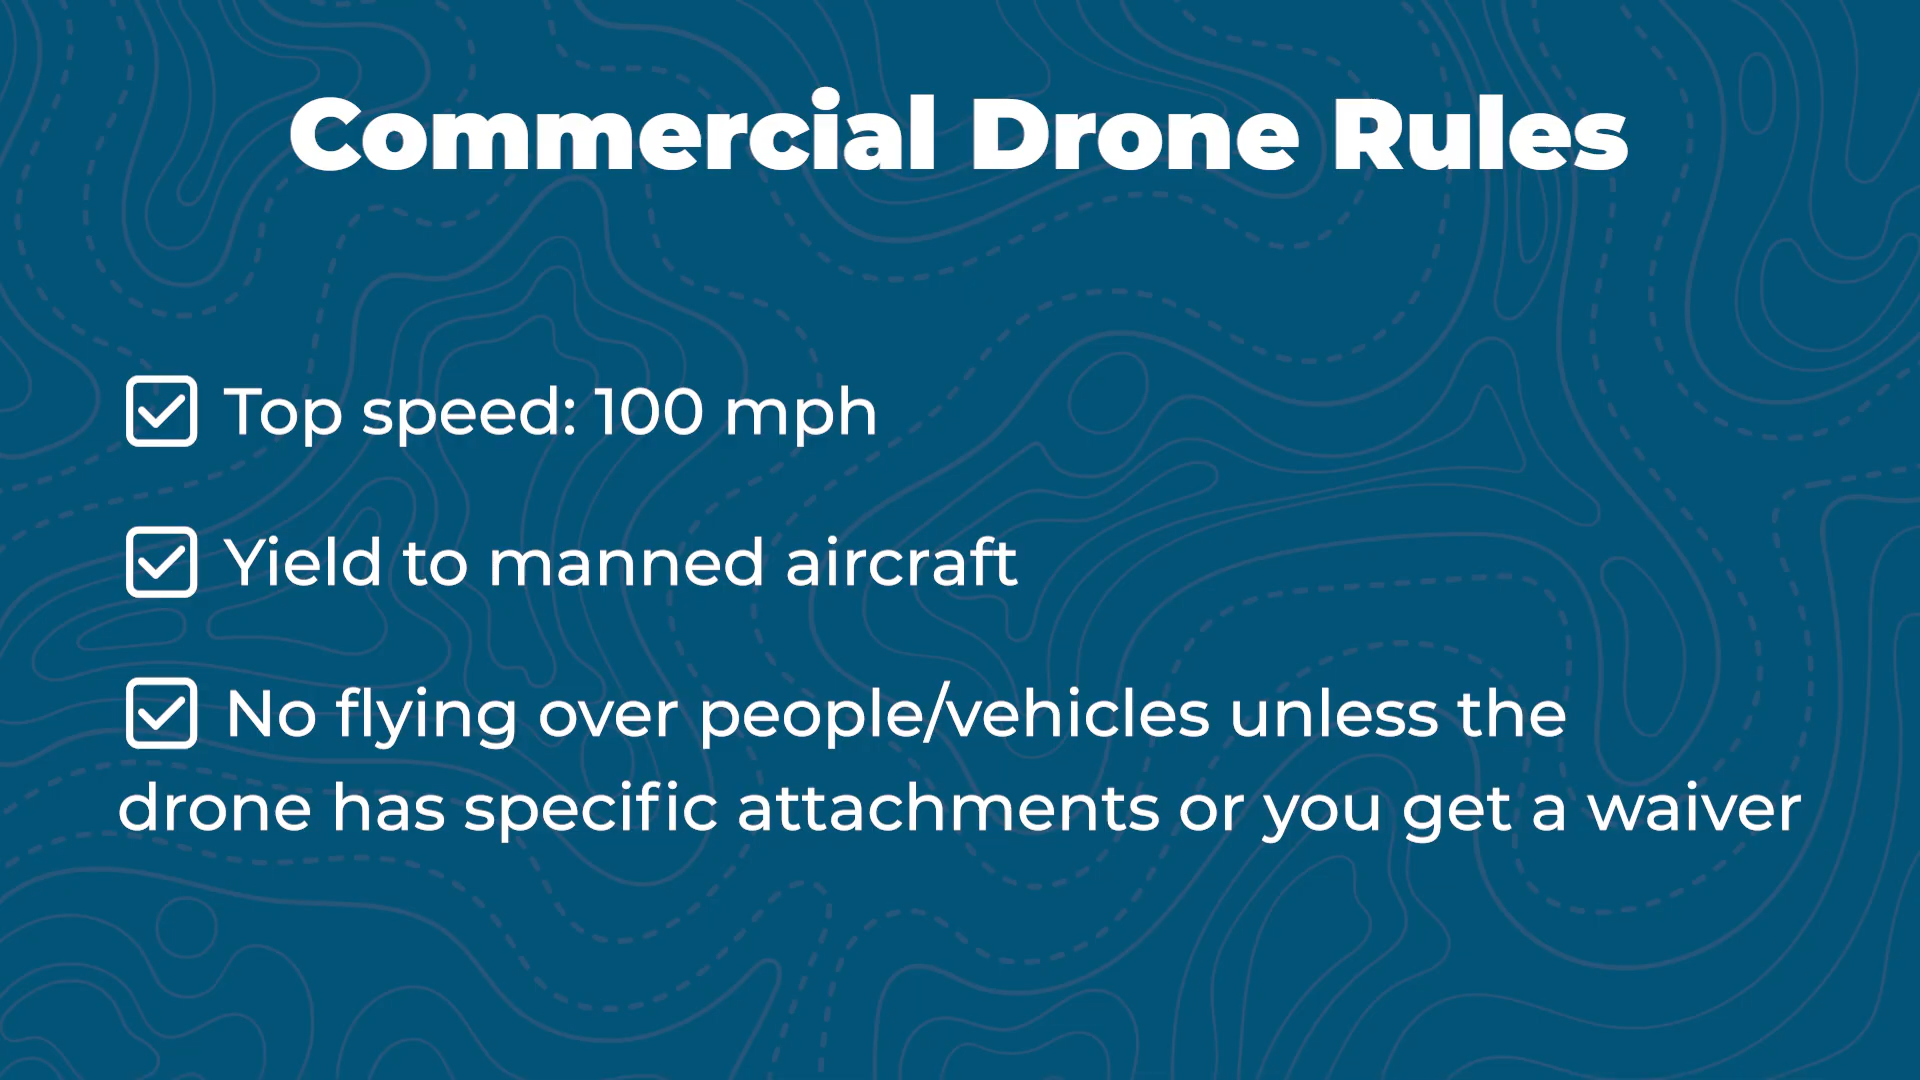 Commercial Drone Rules
Top speed: 100 mph
Yield to manned aircraft
No flying over people/vehicles unless the
drone has specific attachments or you get a waiver